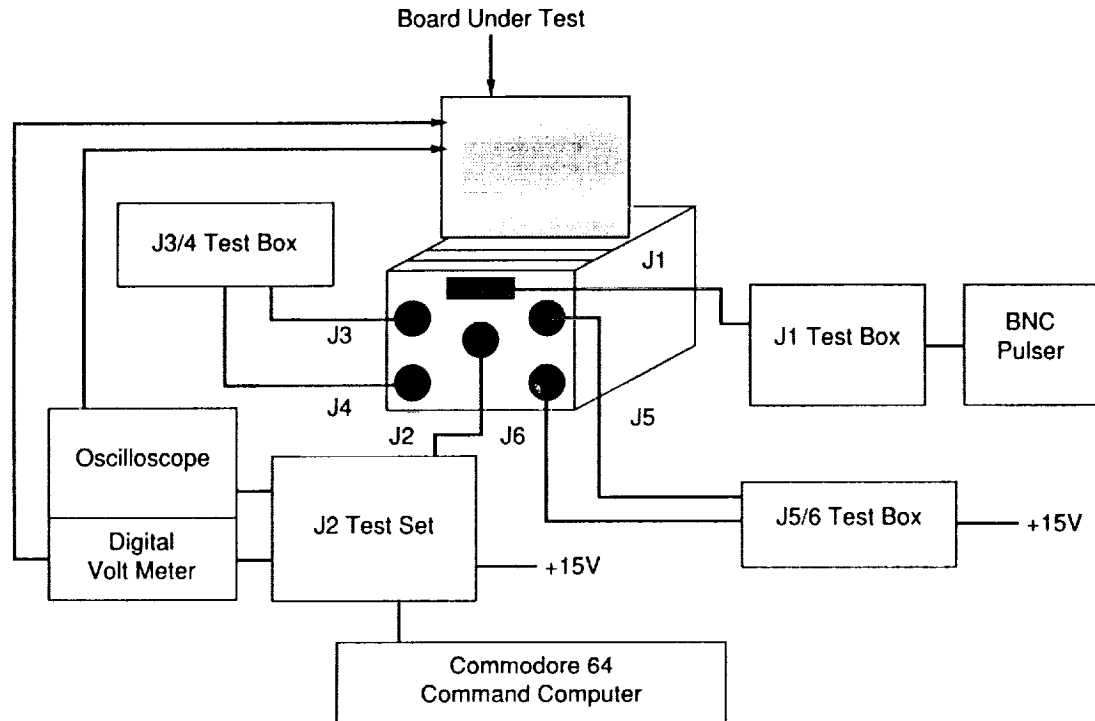 Board Under Test
J3/4 Test Box
J1
J3
J1 Test Box
BNC
Pulser
J4
J2
J6
J5
Oscilloscope
J2 Test Set
J5/6 Test Box
+15V
Digital
Volt Meter
+15V
Commodore 64
Command Computer